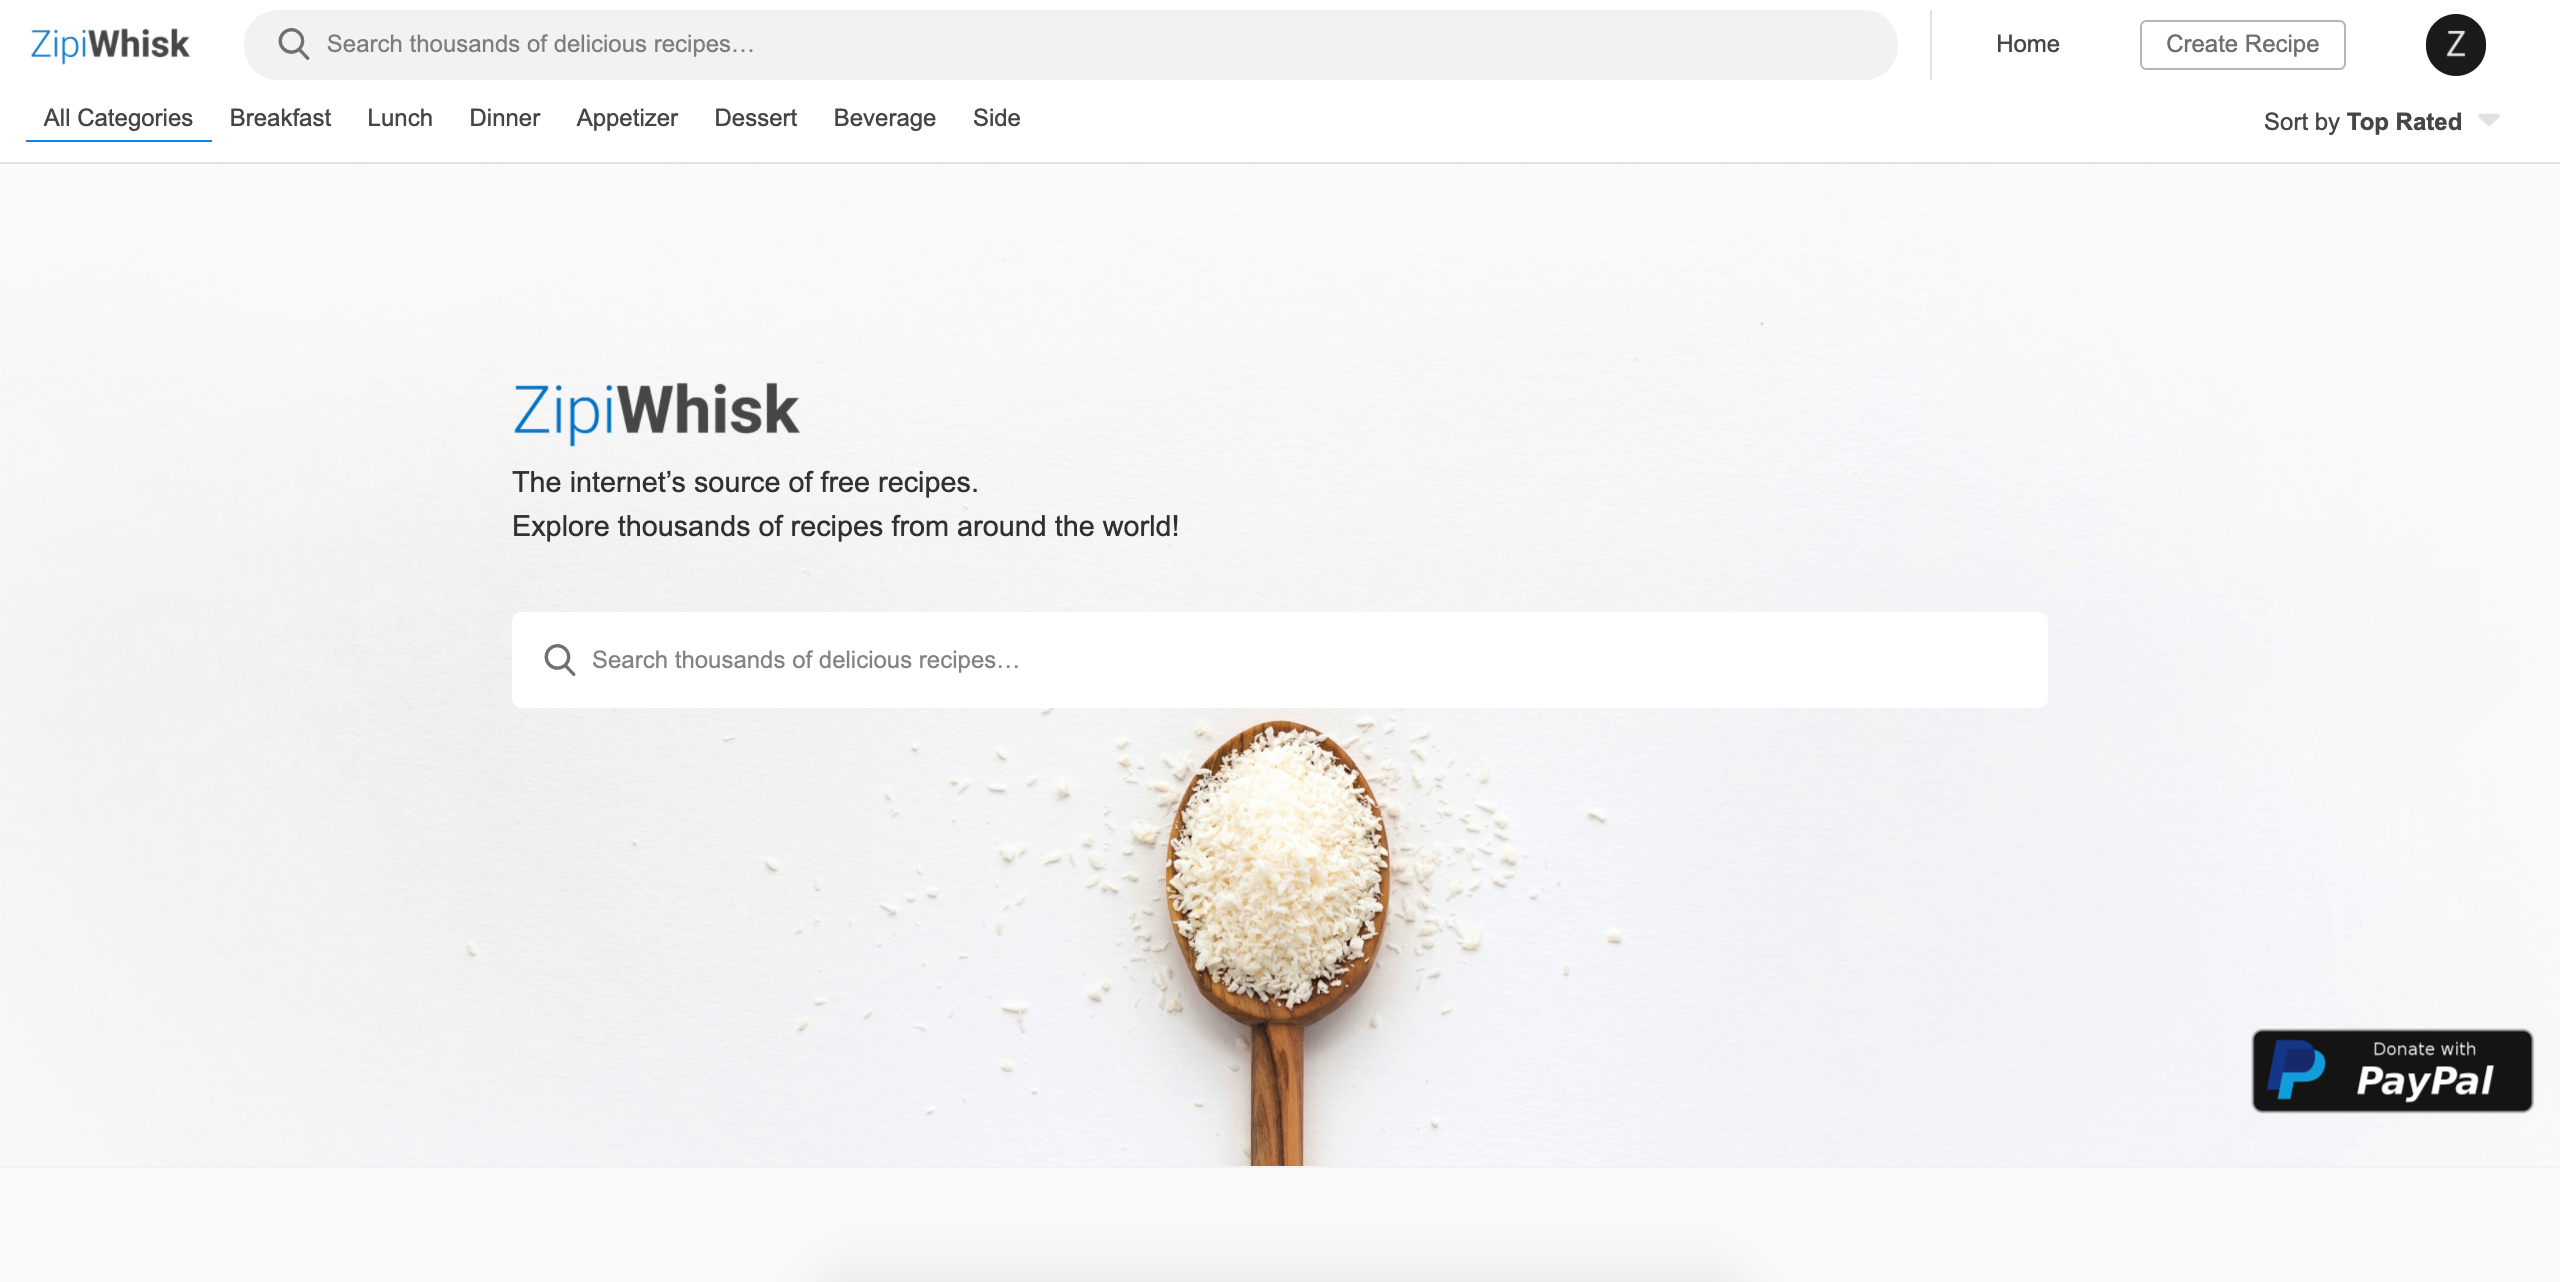 ZipiWhisk
Search thousands of delicious recipes…
Home
Create Recipe
Z
All Categories
Breakfast
Lunch
Dinner
Appetizer
Dessert
Beverage
Side
Sort by Top Rated
ZipiWhisk
The internet’s source of free recipes.
Explore thousands of recipes from around the world!
Search thousands of delicious recipes…
Donate with
PayPal